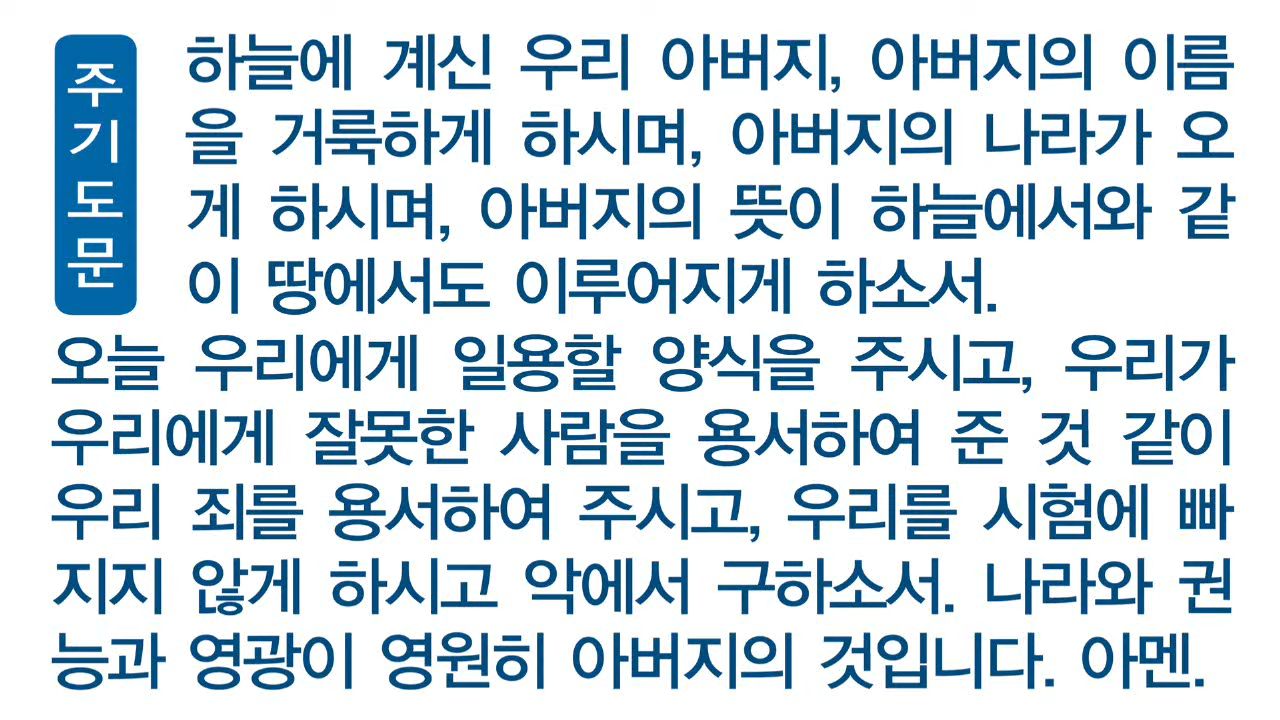 주기도문
하늘에 계신 우리 아버지, 아버지의 이름
을 거룩하게 하시며, 아버지의 나라가 오
게 하시며, 아버지의 뜻이 하늘에서와 같
이 땅에서도 이루어지게 하소서.
오늘 우리에게 일용할 양식을 주시고, 우리가
우리에게 잘못한 사람을 용서하여 준 것 같이
우리 죄를 용서하여 주시고, 우리를 시험에 빠
지지 않게 하시고 악에서 구하소서. 나라와 권
능과 영광이 영원히 아버지의 것입니다. 아멘.